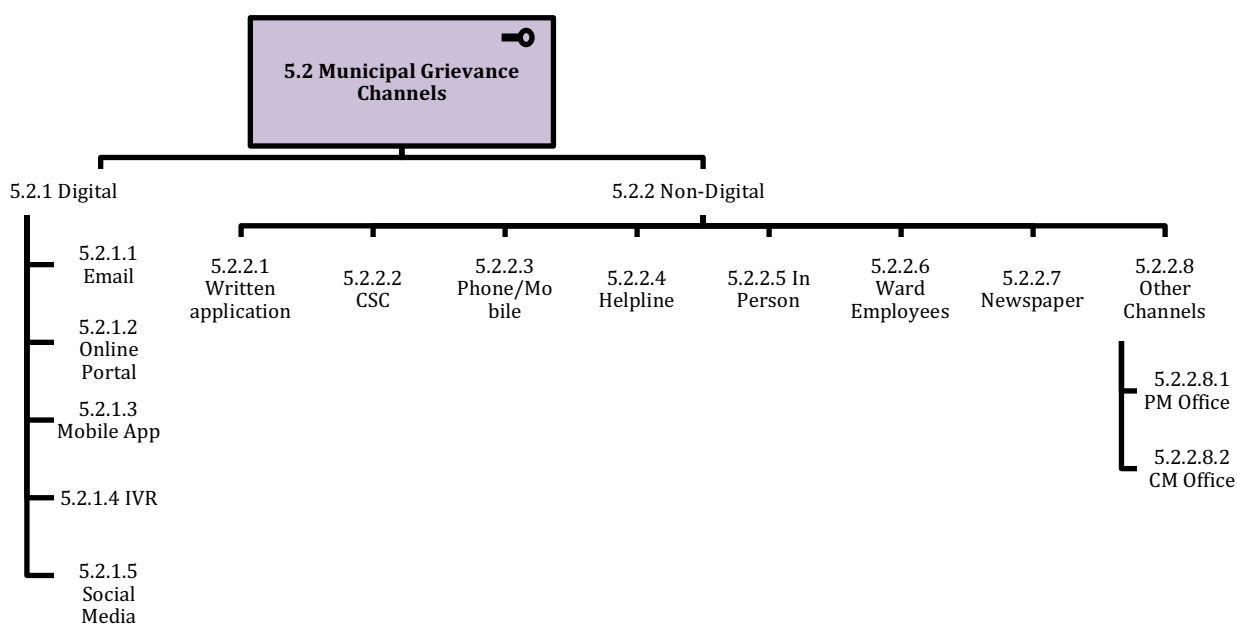 5.2 Municipal Grievance
Channels
5.2.1 Digital
5.2.2 Non-Digital
5.2.1.1
Email
5.2.1.2
Online
Portal
5.2.1.3
Mobile App
5.2.1.4 IVR
5.2.1.5
Social
Media
5.2.2.1
Written
application
5.2.2.2
CSC
5.2.2.3
Phone/Mo
bile
5.2.2.4
Helpline
5.2.2.5 In
Person
5.2.2.6
Ward
Employees
5.2.2.7
Newspaper
5.2.2.8
Other
Channels
5.2.2.8.1
PM Office
5.2.2.8.2
CM Office